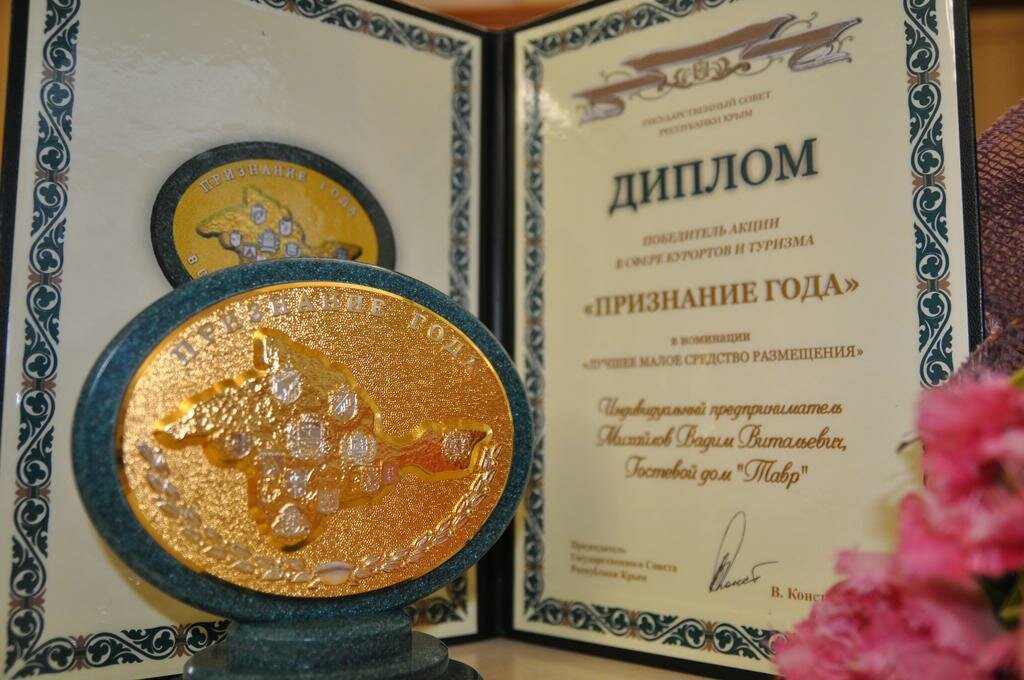 ПРИЗНАНИЕ ГОДА
ПРИЗНАНИЕ ГОДА
ГОСУДАРСТВЕННЫЙ СОВЕТ
РЕСПУБЛИКИ КРЫМ
ДИПЛОМ
ПОБЕДИТЕЛЬ АКЦИИ
В СФЕРЕ КУРОРТОВ И ТУРИЗМА
«ПРИЗНАНИЕ ГОДА»
в номинации
«ЛУЧШЕЕ МАЛОЕ СРЕДСТВО РАЗМЕЩЕНИЯ»
Индивидуальный предприниматель
Михайлов Вадим Витальевич,
Гостевой дом "Тавр"
Председатель
Государственного Совета
Республики Крым
В. Конст